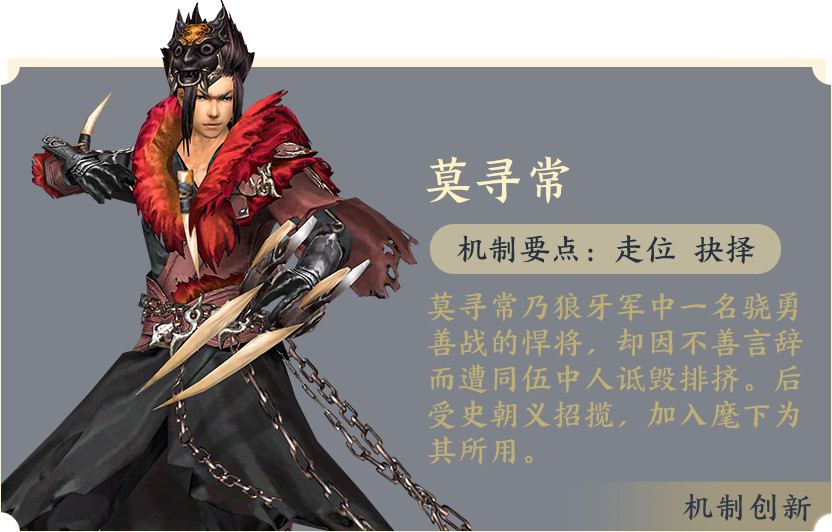 莫寻常
机制要点：走位 抉择
莫寻常乃狼牙军中一名骁勇
善战的悍将，却因不善言辞
而遭同伍中人诋毁排挤。后
受史朝义招揽，加入麾下为
其所用。
机制创新